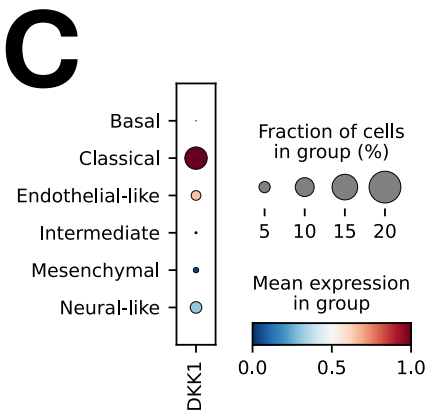 C
Basal
Classical
Endothelial-like
Intermediate
Mesenchymal
Neural-like
DKK1
Fraction of cells
in group (%)
5 10 15 20
Mean expression
in group
0.0 0.5 1.0